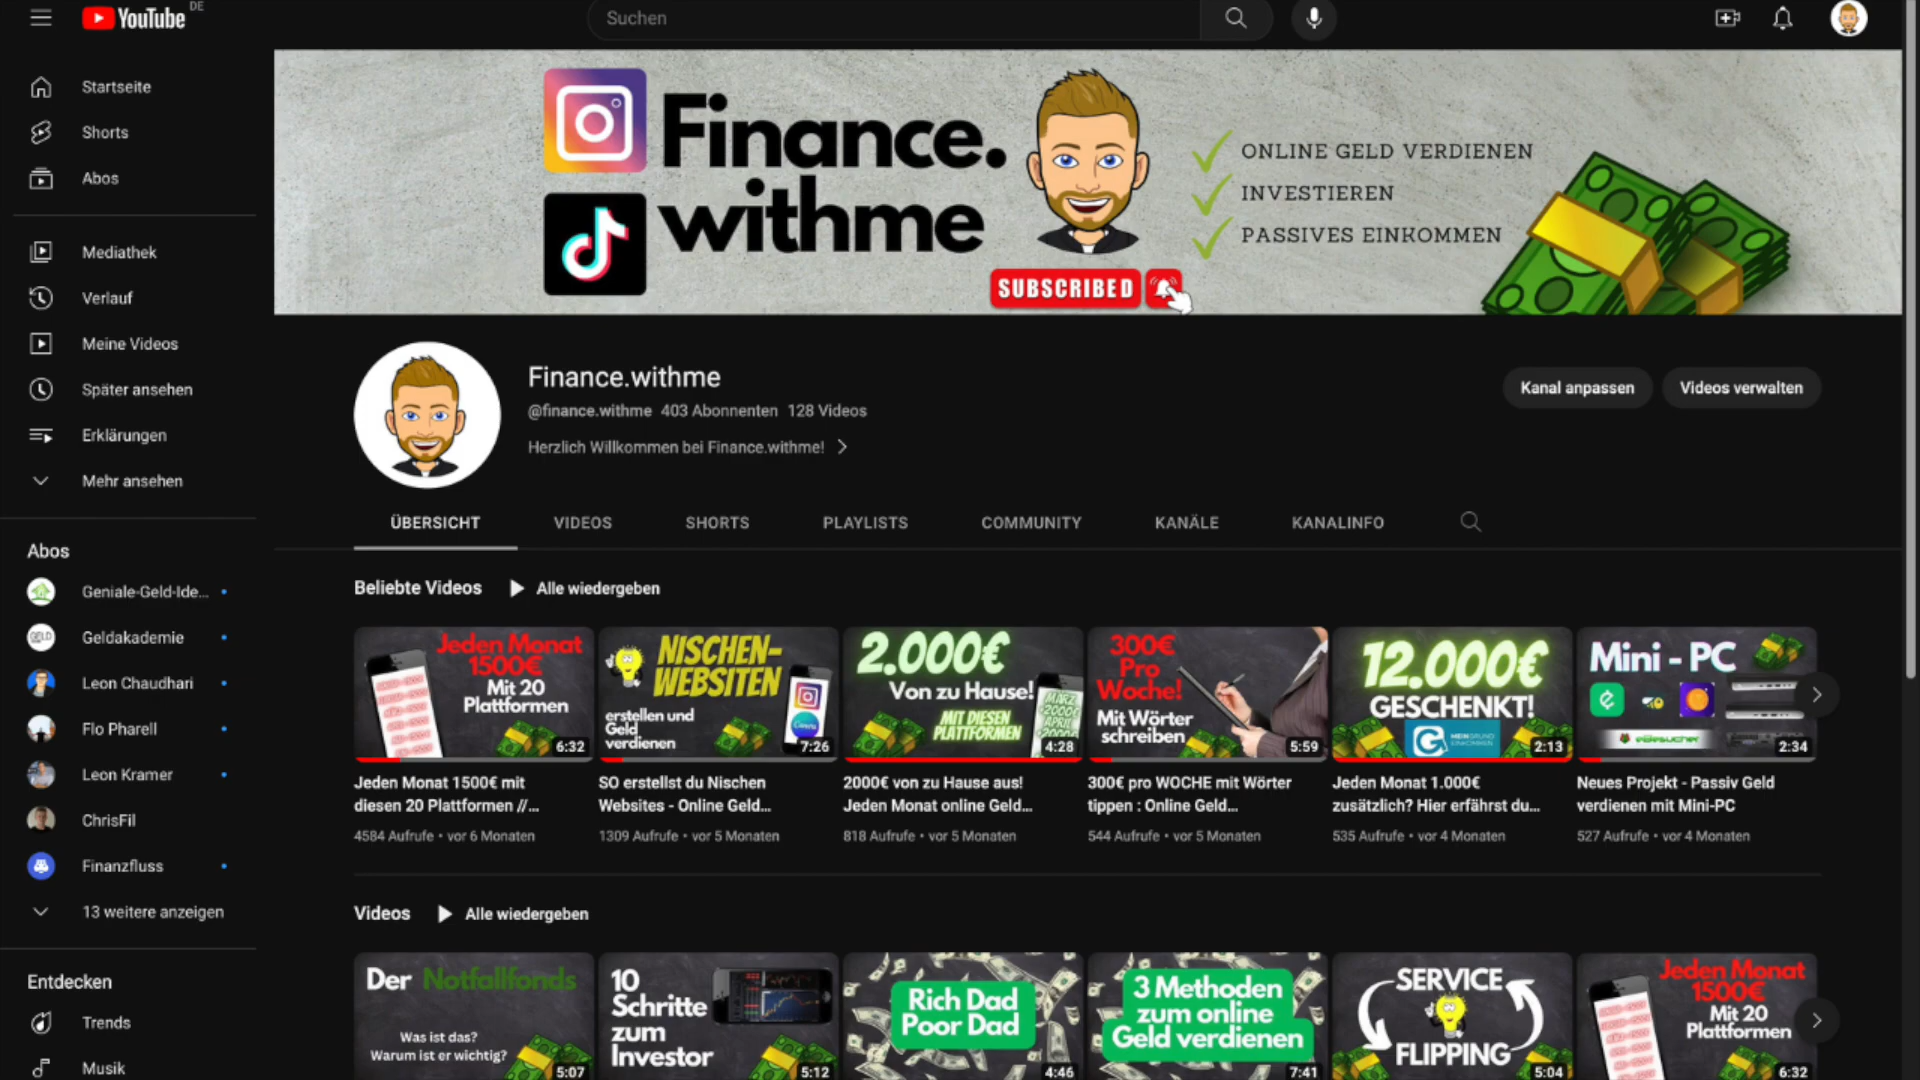 YouTube DE
Suchen
Startseite
Shorts
Abos
Mediathek
Verlauf
Meine Videos
Später ansehen
Erklärungen
Mehr ansehen
Abos
Geniale-Geld-Ide...
Geldakademie
Leon Chaudhari
Flo Pharell
Leon Kramer
ChrisFil
Finanzfluss
13 weitere anzeigen
Entdecken
Trends
Musik
Finance.
withme
SUBSCRIBED
ONLINE GELD VERDIENEN
INVESTIEREN
PASSIVES EINKOMMEN
Finance.withme
@finance.withme 403 Abonnenten 128 Videos
Herzlich Willkommen bei Finance.withme!
Kanal anpassen
Videos verwalten
ÜBERSICHT
VIDEOS
SHORTS
PLAYLISTS
COMMUNITY
KANÄLE
KANALINFO
Beliebte Videos
Alle wiedergeben
Jeden Monat
1500€
Mit 20
Plattformen
6:32
Jeden Monat 1500€ mit
diesen 20 Plattformen //...
4584 Aufrufe • vor 6 Monaten
NISCHEN-
WEBSITEN
erstellen und
Geld
verdienen
Canva
7:26
SO erstellst du Nischen
Websites - Online Geld...
1309 Aufrufe • vor 5 Monaten
2.000€
Von zu Hause!
MIT DIESEN
PLATTFORMEN
MÄRZ
2000€
APRIL
2000€
4:28
2000€ von zu Hause aus!
Jeden Monat online Geld...
818 Aufrufe • vor 5 Monaten
300€
Pro
Woche!
Mit Wörter
schreiben
5:59
300€ pro WOCHE mit Wörter
tippen : Online Geld...
544 Aufrufe • vor 5 Monaten
12.000€
GESCHENKT!
MEIN GRUND
EINKOMMEN
2:13
Jeden Monat 1.000€
zusätzlich? Hier erfährst du...
535 Aufrufe • vor 4 Monaten
Mini - PC
eBesucher
2:34
Neues Projekt - Passiv Geld
verdienen mit Mini-PC
527 Aufrufe • vor 4 Monaten
Videos
Alle wiedergeben
Der Notfallfonds
Was ist das?
Warum ist er wichtig?
5:07
10
Schritte
zum
Investor
5:12
Rich Dad
Poor Dad
4:46
3 Methoden
zum online
Geld verdienen
7:41
SERVICE
FLIPPING
5:04
Jeden Monat
1500€
Mit 20
Plattformen
6:32